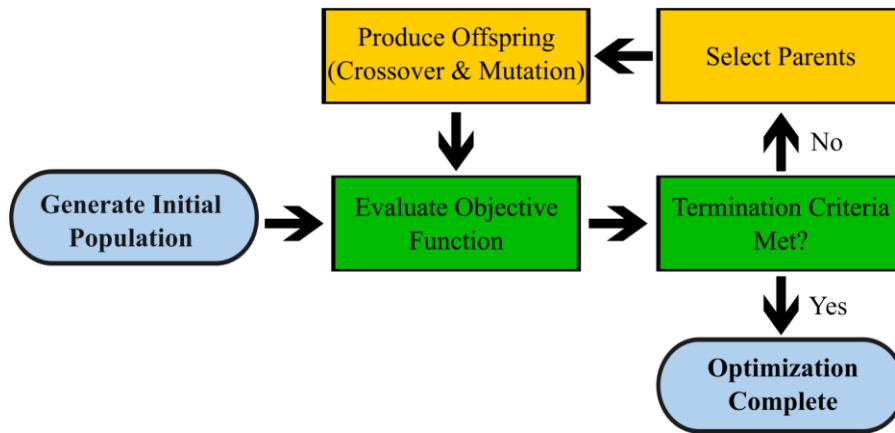 Produce Offspring
(Crossover & Mutation)
Select Parents
No
Generate Initial
Population
Evaluate Objective
Function
Termination Criteria
Met?
Yes
Optimization
Complete